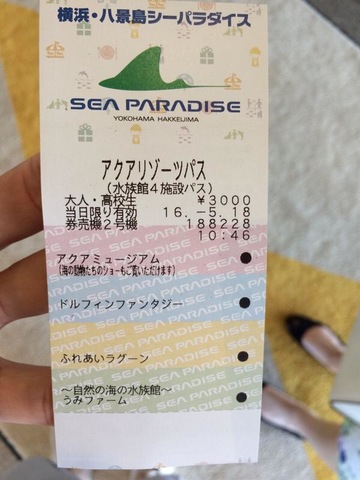 横浜・八景島シーパラダイス
SEA PARADISE
YOKOHAMA HAKKEIJIMA
アクアリゾーツパス
(水族館4施設パス)
大人・高校生 ¥3000
当日限り有効 16.-5.18
券売機2号機 188228
10:46
アクアミュージアム ●
(海の動物たちのショーもご覧いただけます)
ドルフィンファンタジー ●
ふれあいラグーン ●
～自然の海の水族館～
うみファーム ●